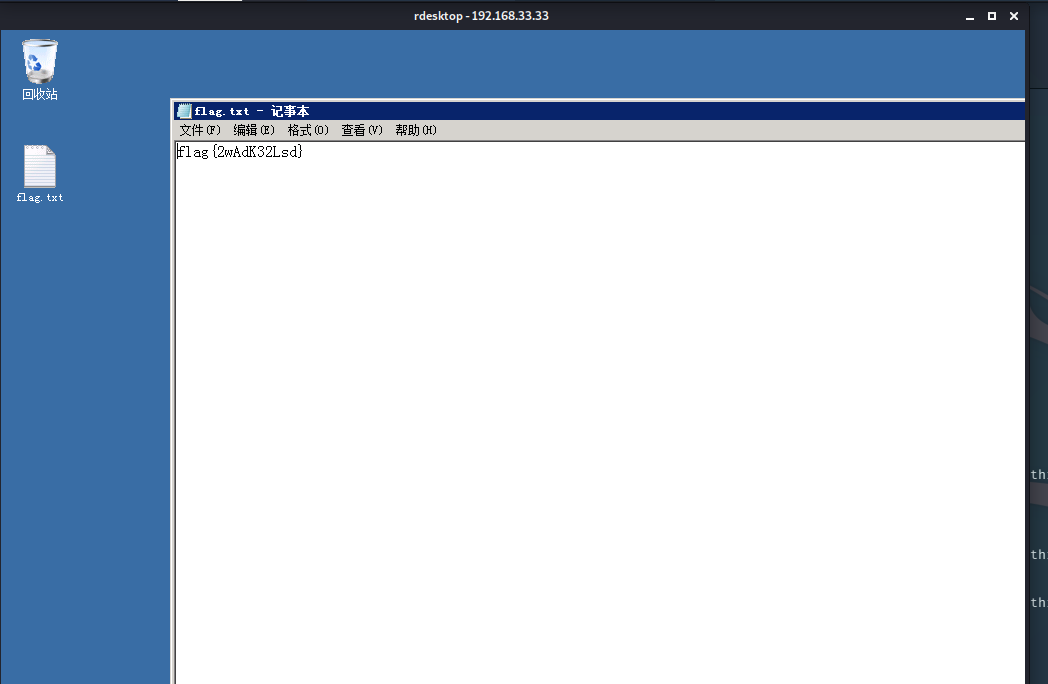 rdesktop - 192.168.33.33
回收站
flag.txt - 记事本
文件(F) 编辑(E) 格式(O) 查看(V) 帮助(H)
flag{2wAdK32Lsd}
flag.txt
th
th
th